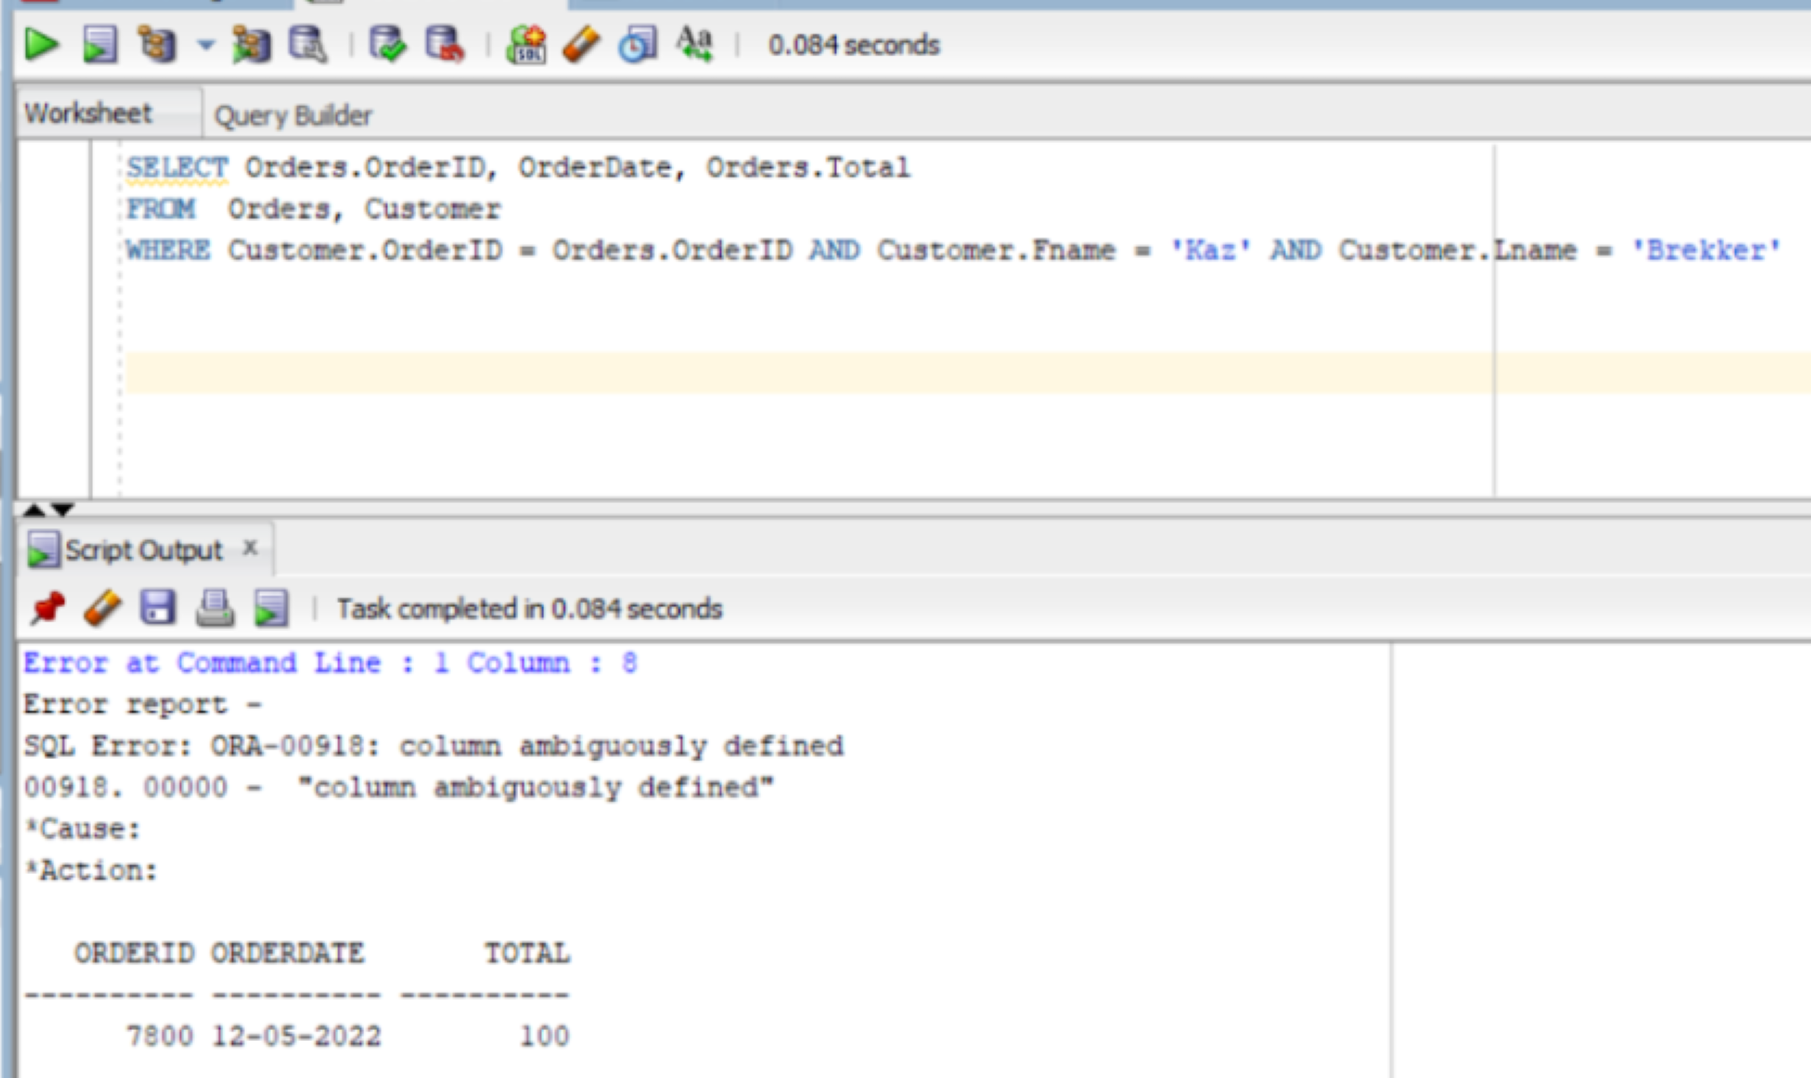 0.084 seconds
Worksheet Query Builder
SELECT Orders.OrderID, OrderDate, Orders.Total
FROM  Orders, Customer
WHERE Customer.OrderID = Orders.OrderID AND Customer.Fname = 'Kaz' AND Customer.Lname = 'Brekker'
Script Output x
Task completed in 0.084 seconds
Error at Command Line : 1 Column : 8
Error report -
SQL Error: ORA-00918: column ambiguously defined
00918. 00000 -  "column ambiguously defined"
*Cause:
*Action:
ORDERID ORDERDATE TOTAL
---------- ---------- ----------
7800 12-05-2022 100